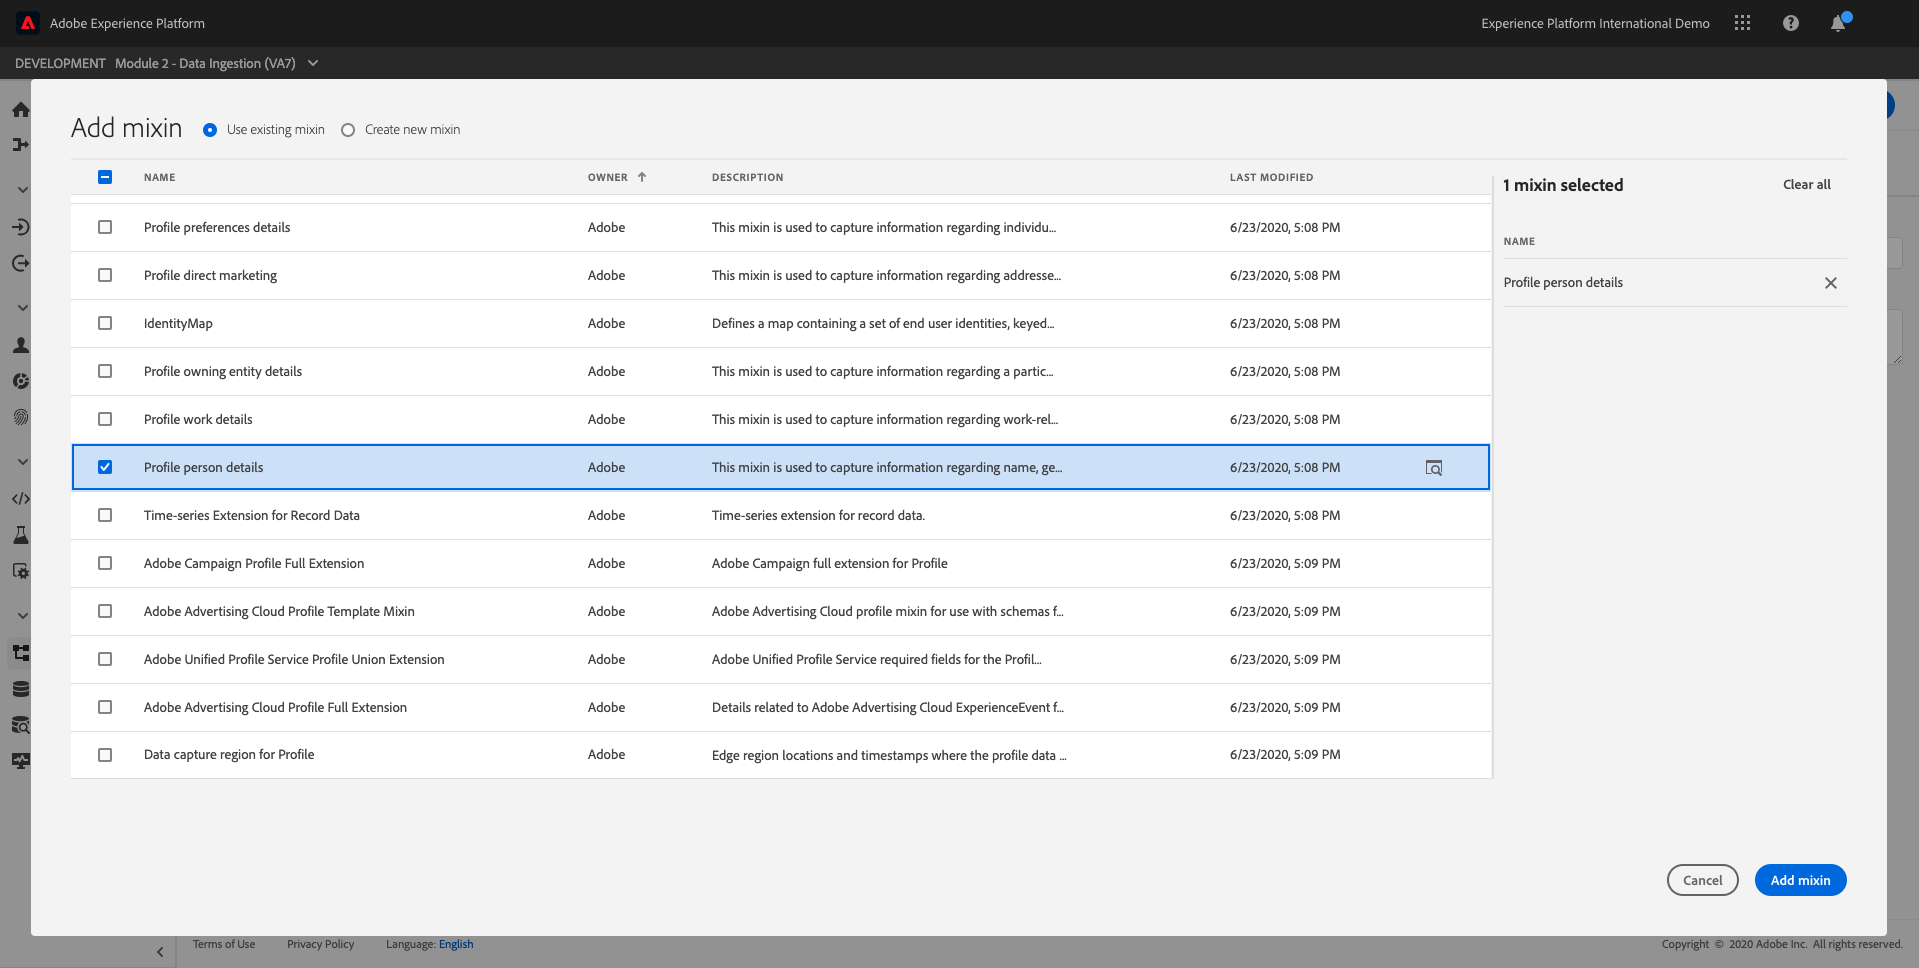 Adobe Experience Platform
Experience Platform International Demo
DEVELOPMENT Module 2 - Data Ingestion (VA7)
Add mixin Use existing mixin Create new mixin
NAME OWNER DESCRIPTION LAST MODIFIED
Profile preferences details Adobe This mixin is used to capture information regarding individu... 6/23/2020, 5:08 PM
Profile direct marketing Adobe This mixin is used to capture information regarding addresse... 6/23/2020, 5:08 PM
IdentityMap Adobe Defines a map containing a set of end user identities, keyed... 6/23/2020, 5:08 PM
Profile owning entity details Adobe This mixin is used to capture information regarding a partic... 6/23/2020, 5:08 PM
Profile work details Adobe This mixin is used to capture information regarding work-rel... 6/23/2020, 5:08 PM
Profile person details Adobe This mixin is used to capture information regarding name, ge... 6/23/2020, 5:08 PM
Time-series Extension for Record Data Adobe Time-series extension for record data. 6/23/2020, 5:08 PM
Adobe Campaign Profile Full Extension Adobe Adobe Campaign full extension for Profile 6/23/2020, 5:09 PM
Adobe Advertising Cloud Profile Template Mixin Adobe Adobe Advertising Cloud profile mixin for use with schemas f... 6/23/2020, 5:09 PM
Adobe Unified Profile Service Profile Union Extension Adobe Adobe Unified Profile Service required fields for the Profil... 6/23/2020, 5:09 PM
Adobe Advertising Cloud Profile Full Extension Adobe Details related to Adobe Advertising Cloud ExperienceEvent f... 6/23/2020, 5:09 PM
Data capture region for Profile Adobe Edge region locations and timestamps where the profile data ... 6/23/2020, 5:09 PM
1 mixin selected Clear all
NAME
Profile person details
Cancel Add mixin
Terms of Use Privacy Policy Language: English
Copyright © 2020 Adobe Inc. All rights reserved.